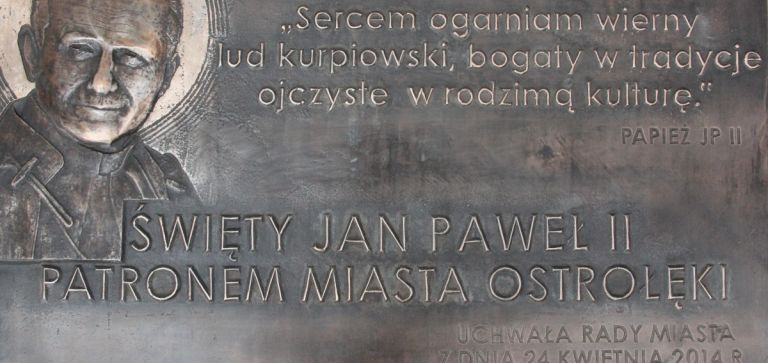 „Sercem ogarniam wierny
lud kurpiowski, bogaty w tradycje
ojczyste w rodzimą kulturę.“
PAPIEŻ JP II
ŚWIĘTY JAN PAWEŁ II
PATRONEM MIASTA OSTROŁĘKI
UCHWAŁA RADY MIASTA
Z DNIA 24 KWIETNIA 2014 R.